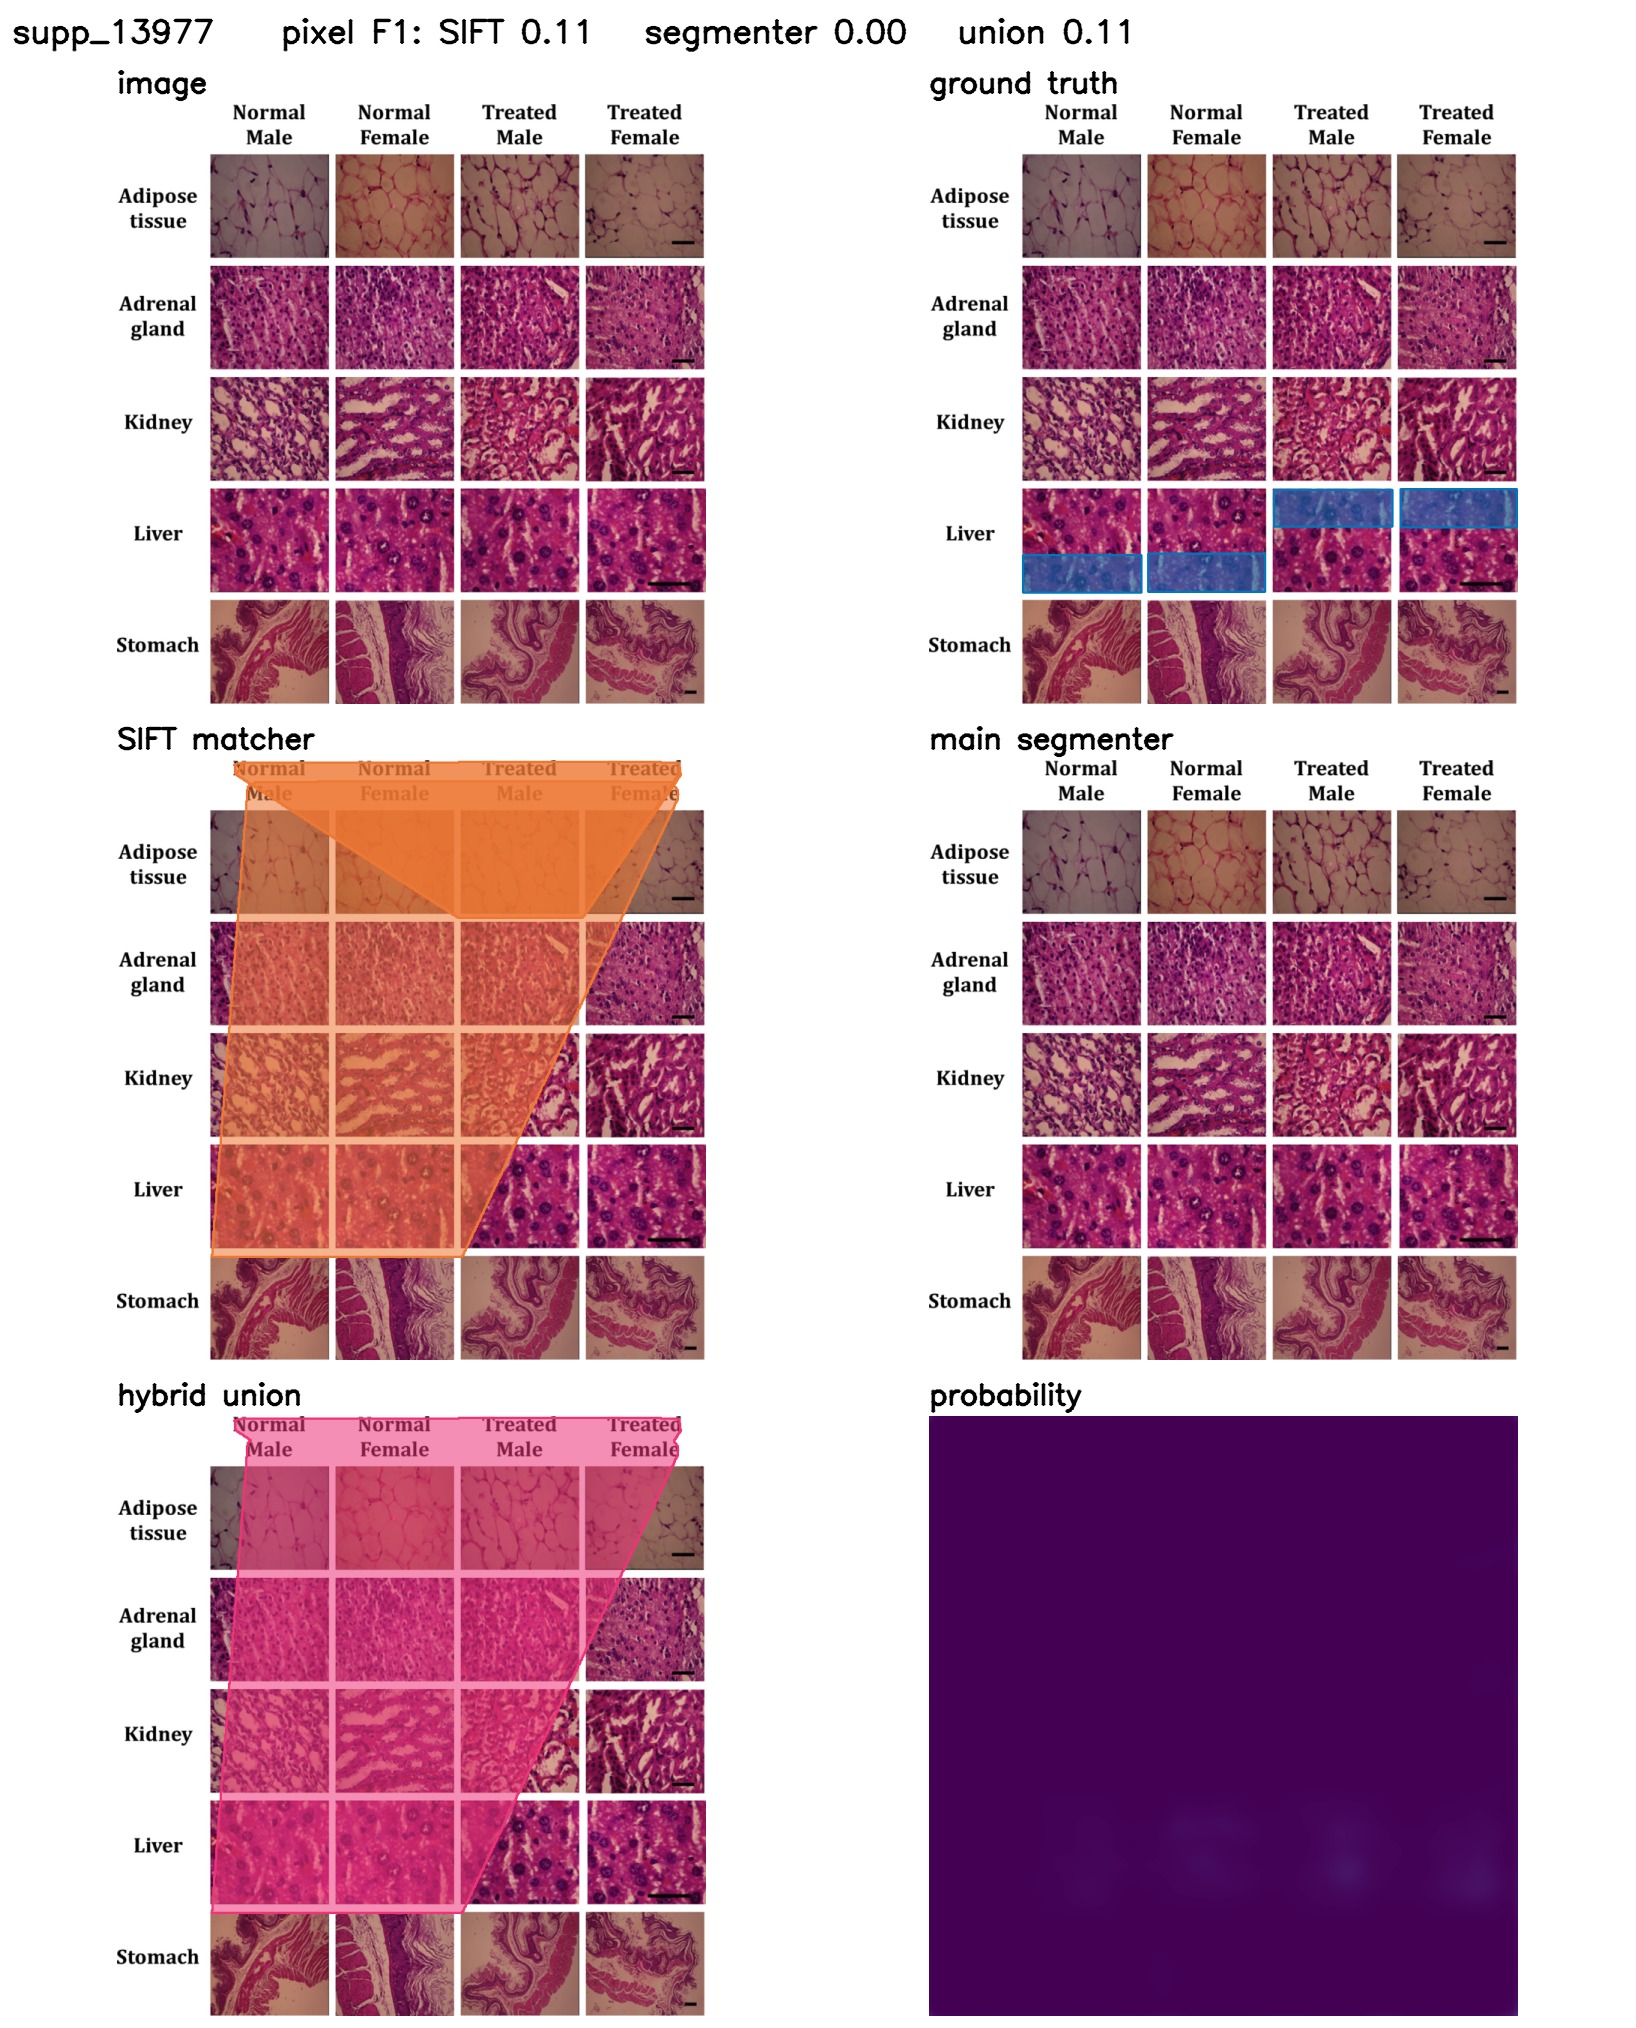 supp_13977 pixel F1: SIFT 0.11 segmenter 0.00 union 0.11
image
Normal Male
Normal Female
Treated Male
Treated Female
Adipose tissue
Adrenal gland
Kidney
Liver
Stomach
ground truth
Normal Male
Normal Female
Treated Male
Treated Female
Adipose tissue
Adrenal gland
Kidney
Liver
Stomach
SIFT matcher
Normal Male
Normal Female
Treated Male
Treated Female
Adipose tissue
Adrenal gland
Kidney
Liver
Stomach
main segmenter
Normal Male
Normal Female
Treated Male
Treated Female
Adipose tissue
Adrenal gland
Kidney
Liver
Stomach
hybrid union
Normal Male
Normal Female
Treated Male
Treated Female
Adipose tissue
Adrenal gland
Kidney
Liver
Stomach
probability